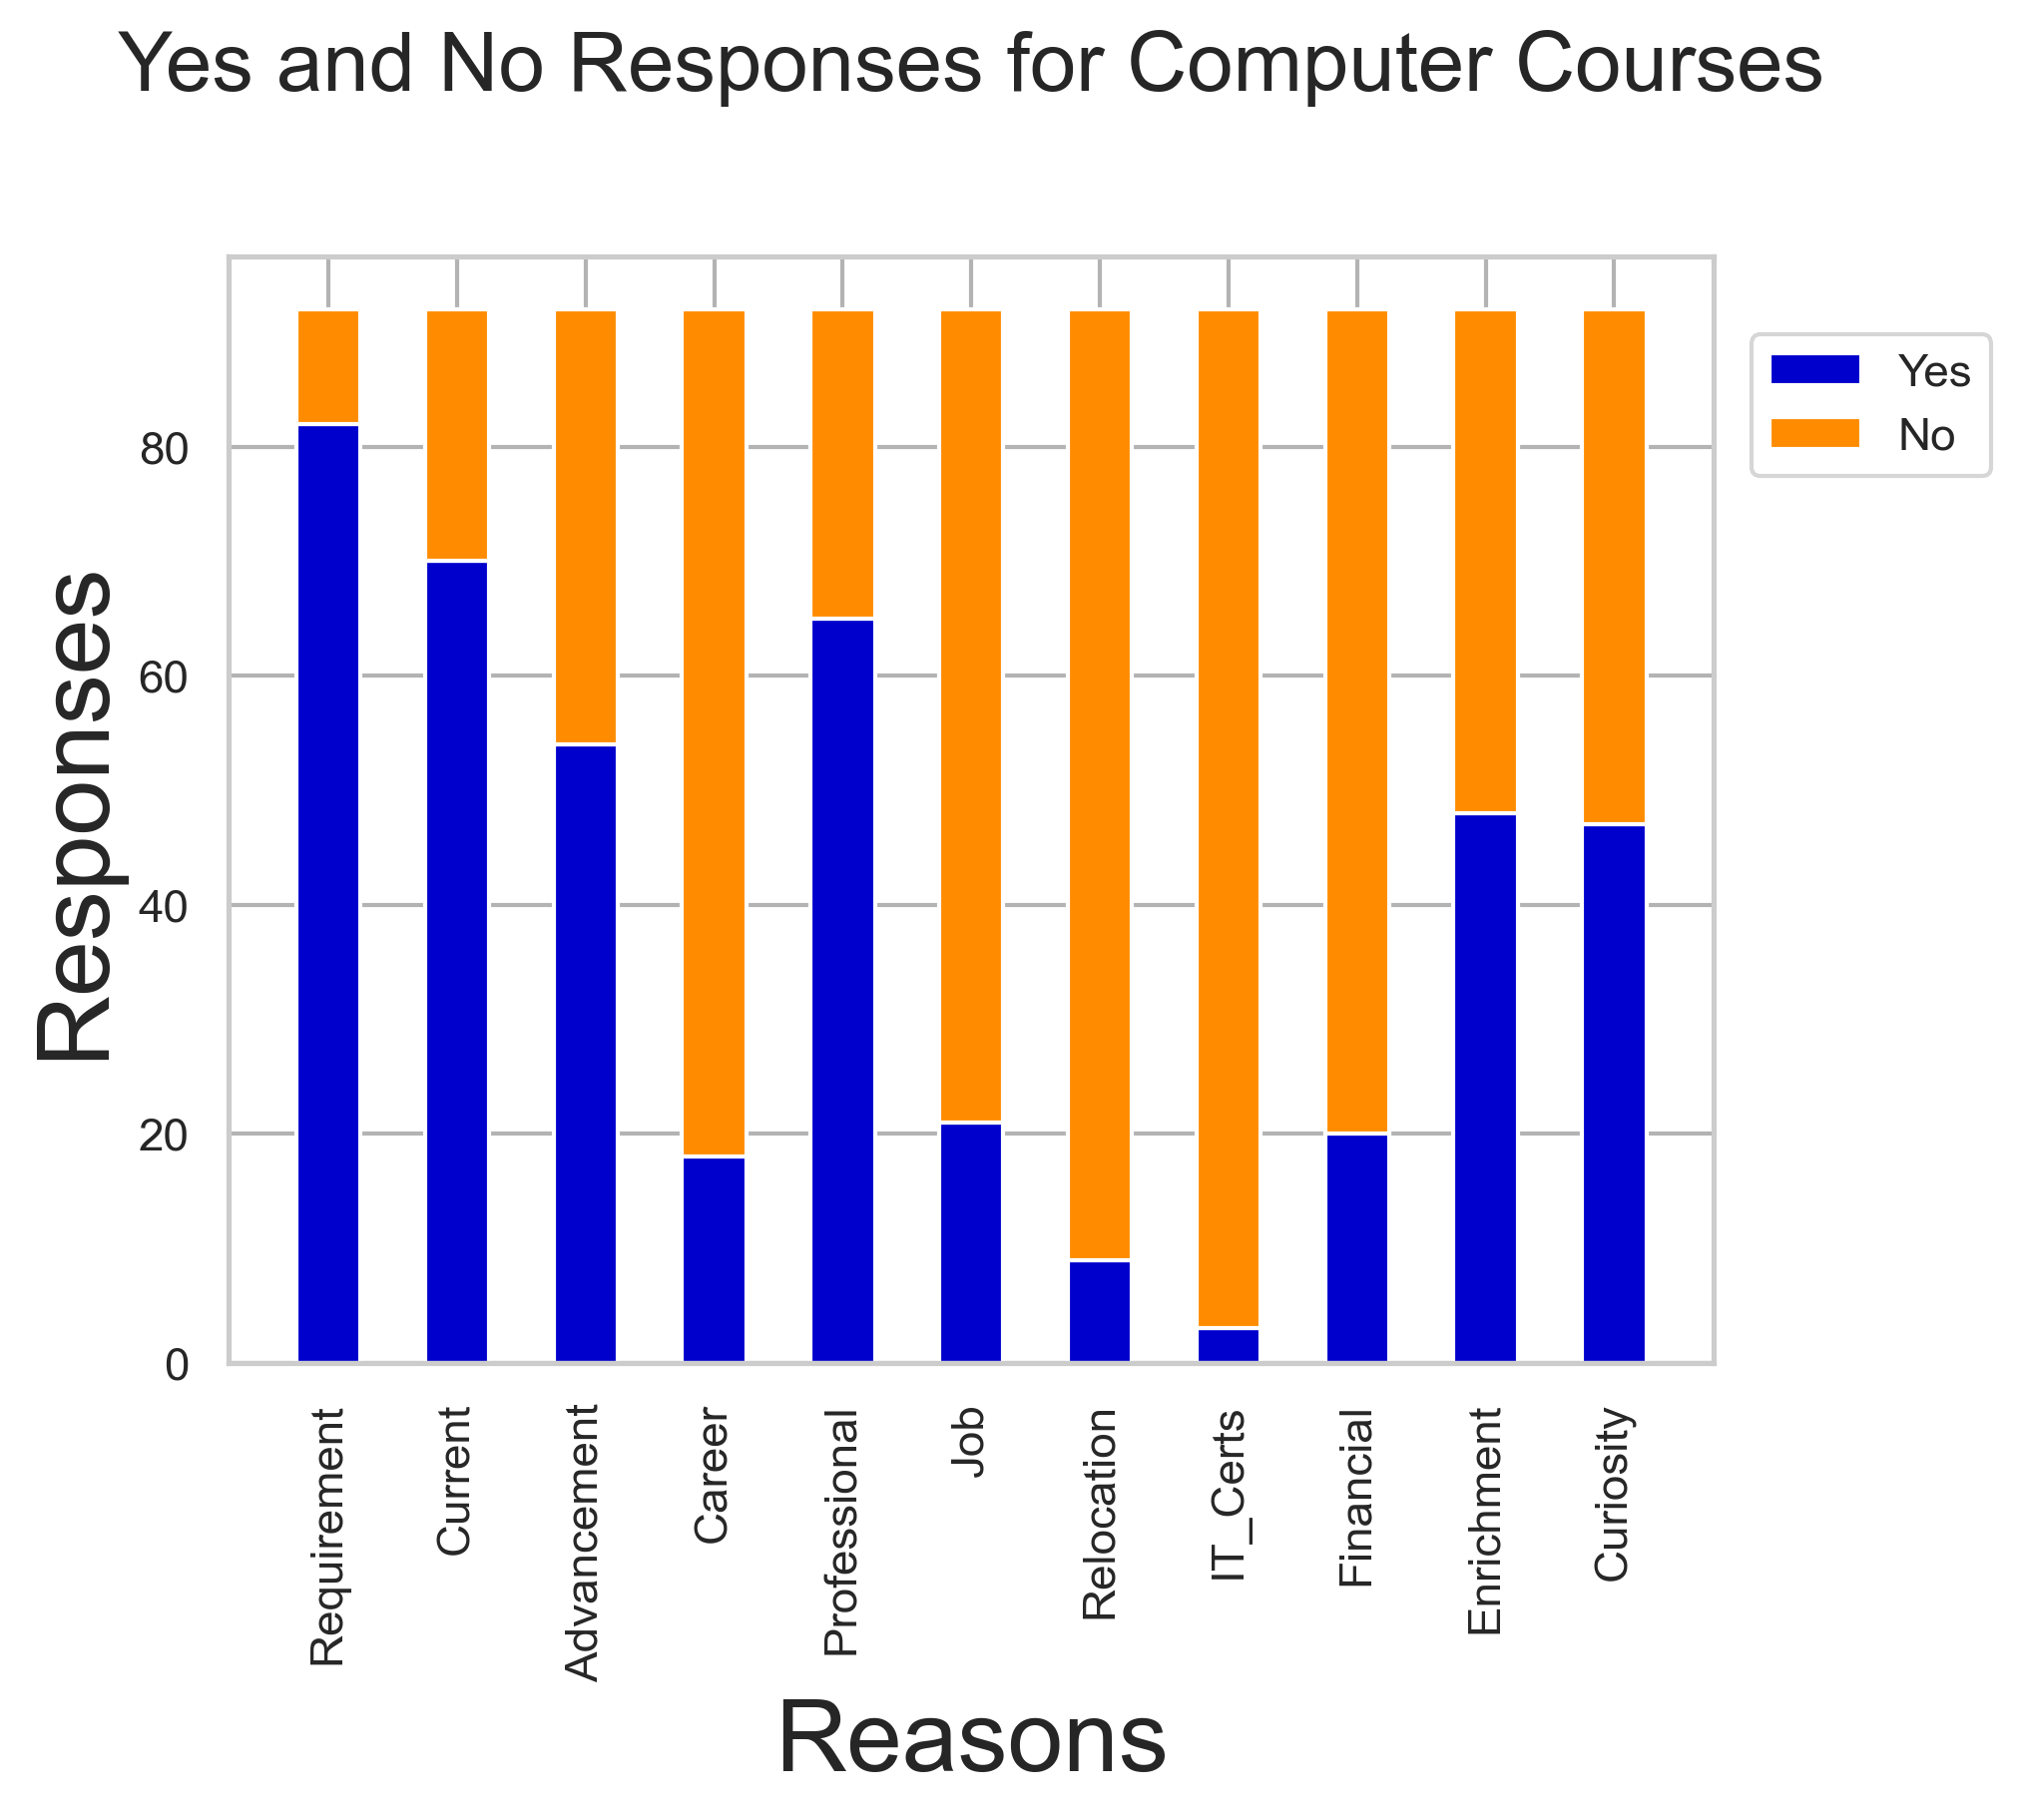 Yes and No Responses for Computer Courses
Yes
No
Responses
80
60
40
20
0
Requirement
Current
Advancement
Career
Professional
Job
Relocation
IT_Certs
Financial
Enrichment
Curiosity
Reasons